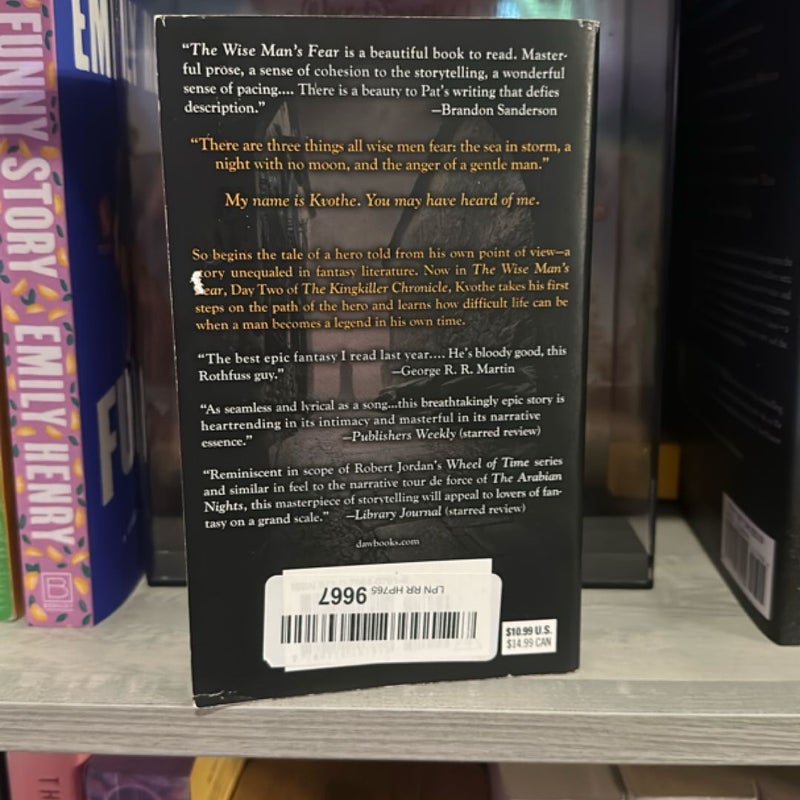 FUNNY STORY EMILY HENRY
EM
FU
"The Wise Man's Fear is a beautiful book to read. Master-
ful prose, a sense of cohesion to the storytelling, a wonderful
sense of pacing.... There is a beauty to Pat's writing that defies
description." —Brandon Sanderson
"There are three things all wise men fear: the sea in storm, a
night with no moon, and the anger of a gentle man."
My name is Kvothe. You may have heard of me.
So begins the tale of a hero told from his own point of view—a
tory unequaled in fantasy literature. Now in The Wise Man's
ear, Day Two of The Kingkiller Chronicle, Kvothe takes his first
steps on the path of the hero and learns how difficult life can be
when a man becomes a legend in his own time.
"The best epic fantasy I read last year.... He's bloody good, this
Rothfuss guy." —George R. R. Martin
"As seamless and lyrical as a song...this breathtakingly epic story is
heartrending in its intimacy and masterful in its narrative
essence." —Publishers Weekly (starred review)
"Reminiscent in scope of Robert Jordan's Wheel of Time series
and similar in feel to the narrative tour de force of The Arabian
Nights, this masterpiece of storytelling will appeal to lovers of fan-
tasy on a grand scale." —Library Journal (starred review)
dawbooks.com
LPN RR HP765 9667
$10.99 U.S.
$14.99 CAN
B
TH